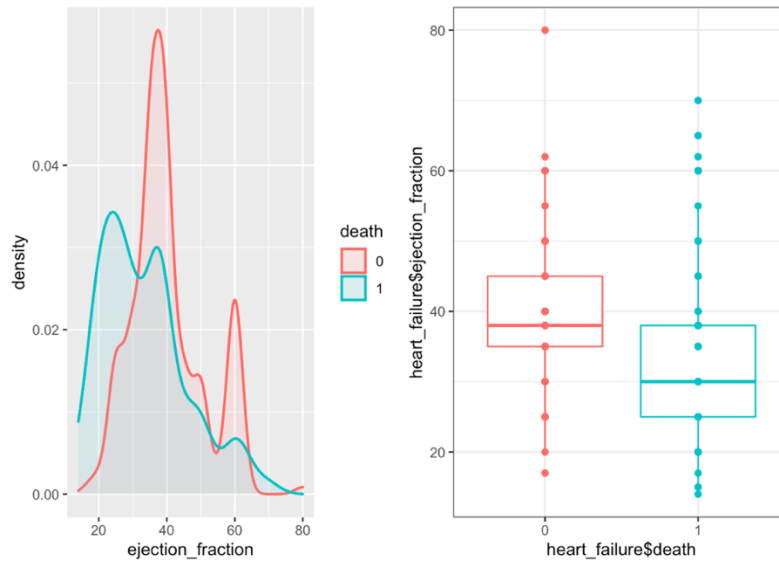 density
0.04
0.02
0.00
20 40 60 80
ejection_fraction
death
0
1
heart_failure$ejection_fraction
80
60
40
20
0 1
heart_failure$death